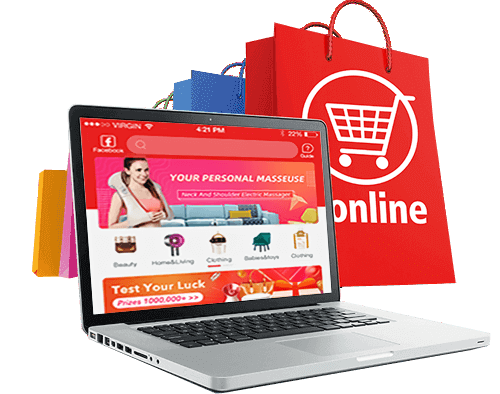 VIRGIN
4:21 PM
22%
Facebook
Guide
YOUR PERSONAL MASSEUSE
Neck And Shoulder Electric Massager
Beauty
Home&Living
Clothing
Babies&toys
Clothing
Test Your Luck
Prizes 1000,000+ >>
online